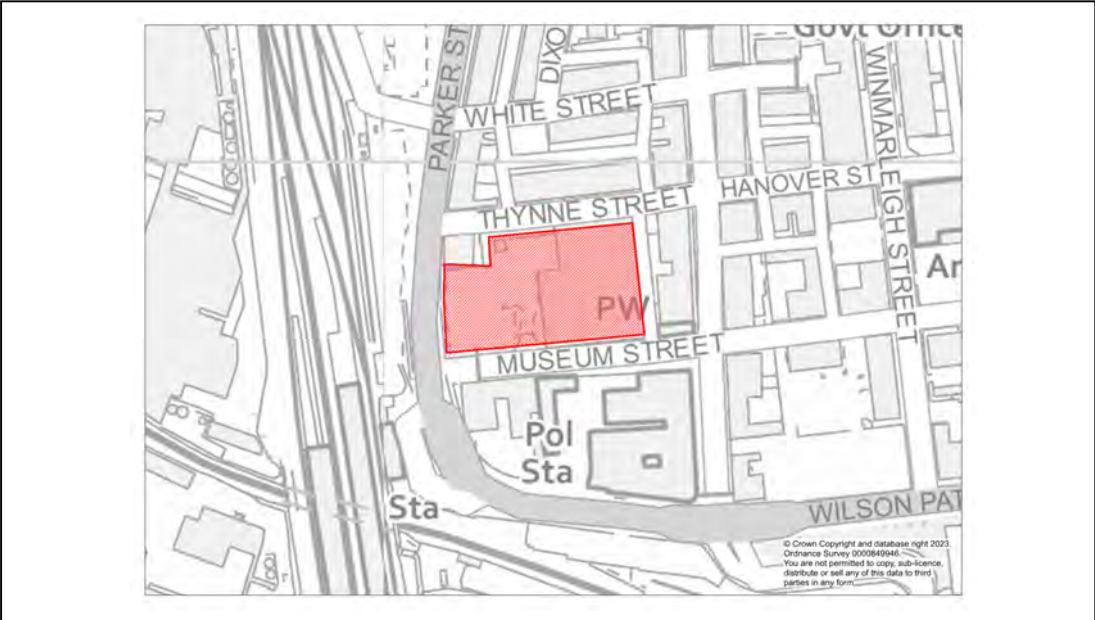 Govt Office
PARKER ST
DIXO
WINMARLEIGH STREET
WHITE STREET
HANOVER ST
THYNNE STREET
Ar
PW
MUSEUM STREET
Pol
Sta
Sta
WILSON PAT
© Crown Copyright and database right 2023.
Ordnance Survey 0000849946.
You are not permitted to copy, sub-licence,
distribute or sell any of this data to third
parties in any form.